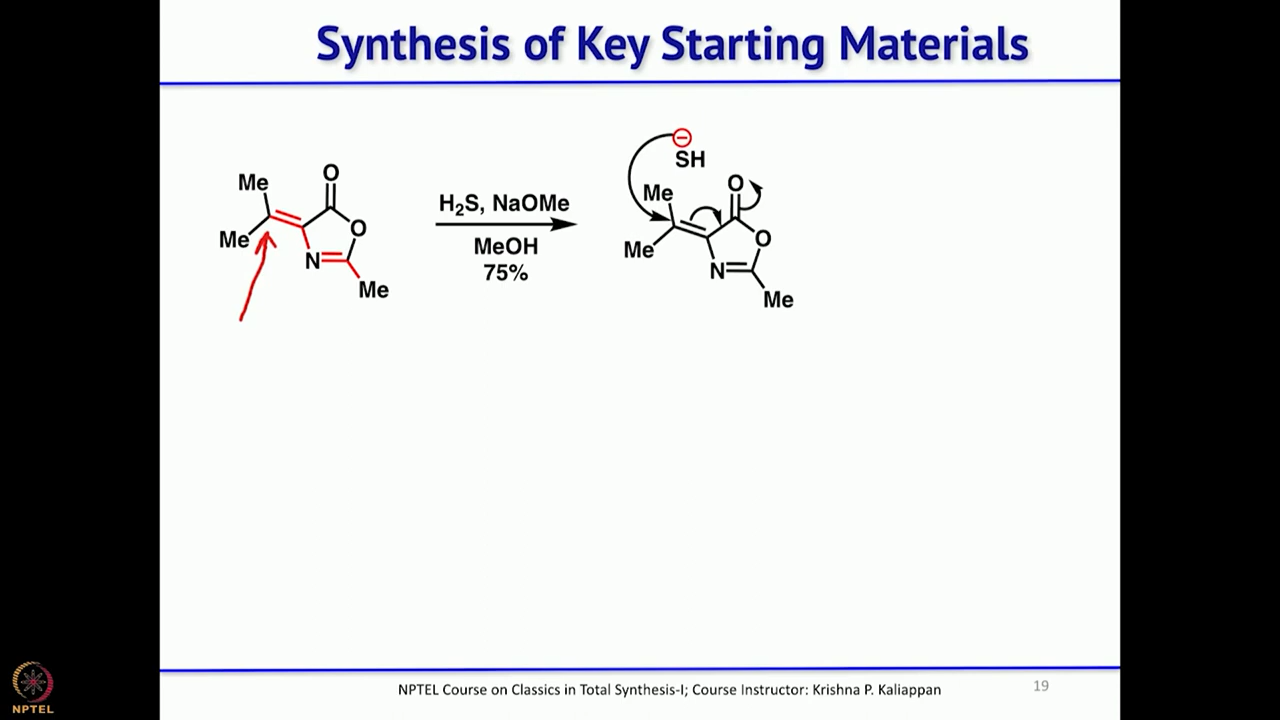 Synthesis of Key Starting Materials
Me
O
Me
O
N
Me
H₂S, NaOMe
MeOH
75%
⊖
SH
Me
O
Me
O
N
Me
NPTEL Course on Classics in Total Synthesis-I; Course Instructor: Krishna P. Kaliappan
19
NPTEL